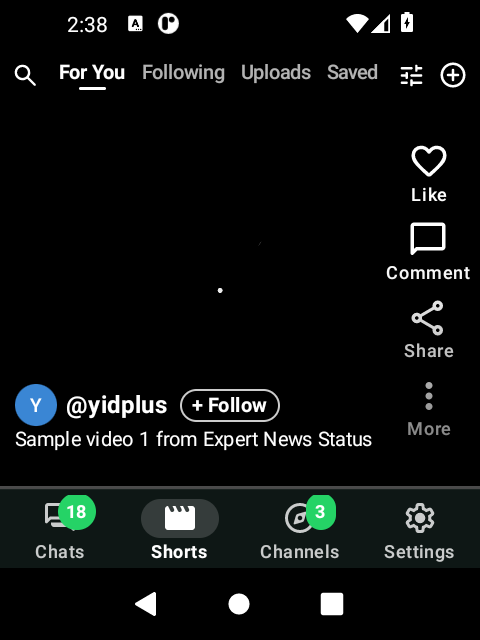 2:38
For You
Following
Uploads
Saved
Like
Comment
Share
More
Y
@yidplus
+ Follow
Sample video 1 from Expert News Status
18
3
Chats
Shorts
Channels
Settings